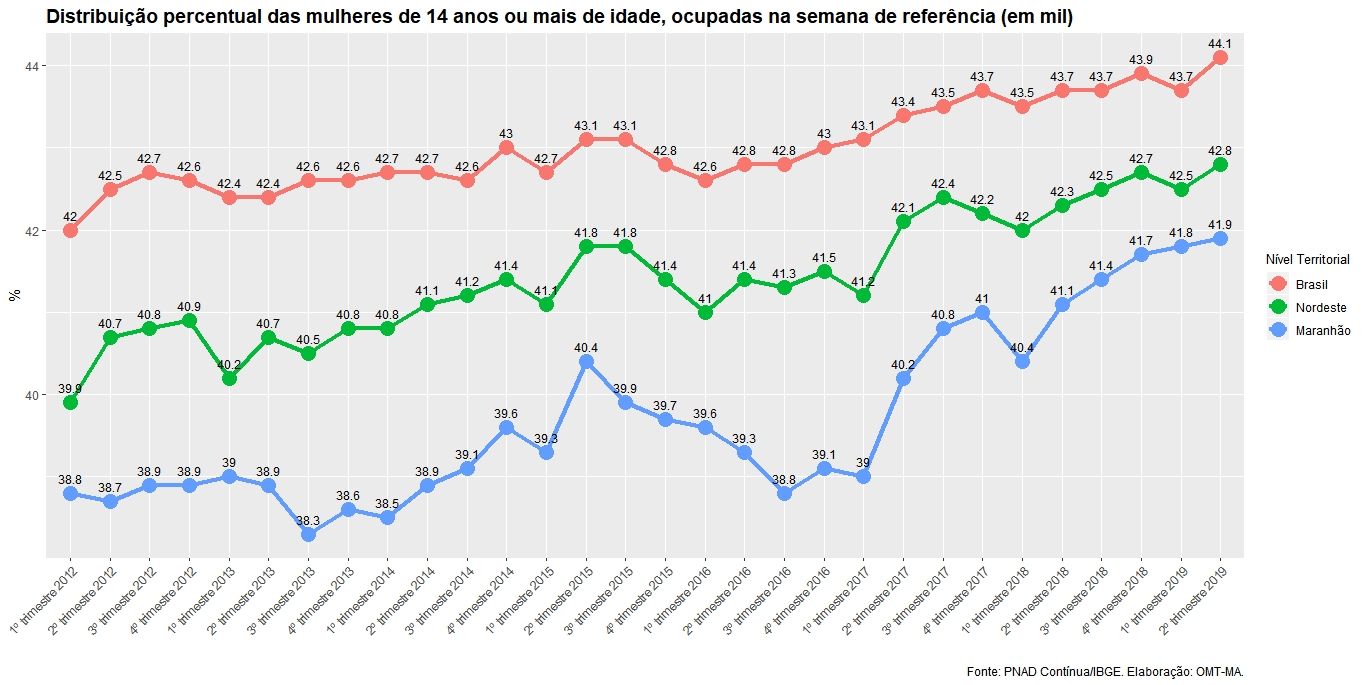 Distribuição percentual das mulheres de 14 anos ou mais de idade, ocupadas na semana de referência (em mil)
44
42
40
%
42 42.5 42.7 42.6 42.4 42.4 42.6 42.6 42.7 42.7 42.6 43 42.7 43.1 43.1 42.8 42.6 42.8 42.8 43 43.1 43.4 43.5 43.7 43.5 43.7 43.7 43.9 43.7 44.1
39.9 40.7 40.8 40.9 40.2 40.7 40.5 40.8 40.8 41.1 41.2 41.4 41.1 41.8 41.8 41.4 41 41.4 41.3 41.5 41.2 42.1 42.4 42.2 42 42.3 42.5 42.7 42.5 42.8
38.8 38.7 38.9 38.9 39 38.9 38.3 38.6 38.5 38.9 39.1 39.6 39.3 40.4 39.9 39.7 39.6 39.3 38.8 39.1 39 40.2 40.8 41 40.4 41.1 41.4 41.7 41.8 41.9
Nível Territorial
Brasil
Nordeste
Maranhão
1º trimestre 2012
2º trimestre 2012
3º trimestre 2012
4º trimestre 2012
1º trimestre 2013
2º trimestre 2013
3º trimestre 2013
4º trimestre 2013
1º trimestre 2014
2º trimestre 2014
3º trimestre 2014
4º trimestre 2014
1º trimestre 2015
2º trimestre 2015
3º trimestre 2015
4º trimestre 2015
1º trimestre 2016
2º trimestre 2016
3º trimestre 2016
4º trimestre 2016
1º trimestre 2017
2º trimestre 2017
3º trimestre 2017
4º trimestre 2017
1º trimestre 2018
2º trimestre 2018
3º trimestre 2018
4º trimestre 2018
1º trimestre 2019
2º trimestre 2019
Fonte: PNAD Contínua/IBGE. Elaboração: OMT-MA.